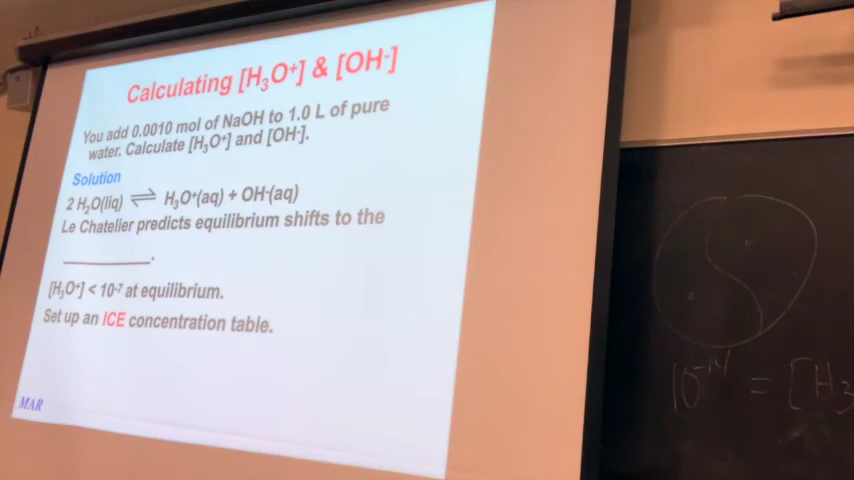 Calculating [H₃O⁺] & [OH⁻]
You add 0.0010 mol of NaOH to 1.0 L of pure
water. Calculate [H₃O⁺] and [OH⁻].
Solution
2 H₂O(liq) ⇌ H₃O⁺(aq) + OH⁻(aq)
Le Chatelier predicts equilibrium shifts to the
________.
[H₃O⁺] < 10⁻⁷ at equilibrium.
Set up an ICE concentration table.
MAR
10⁻¹⁴ = [H₃